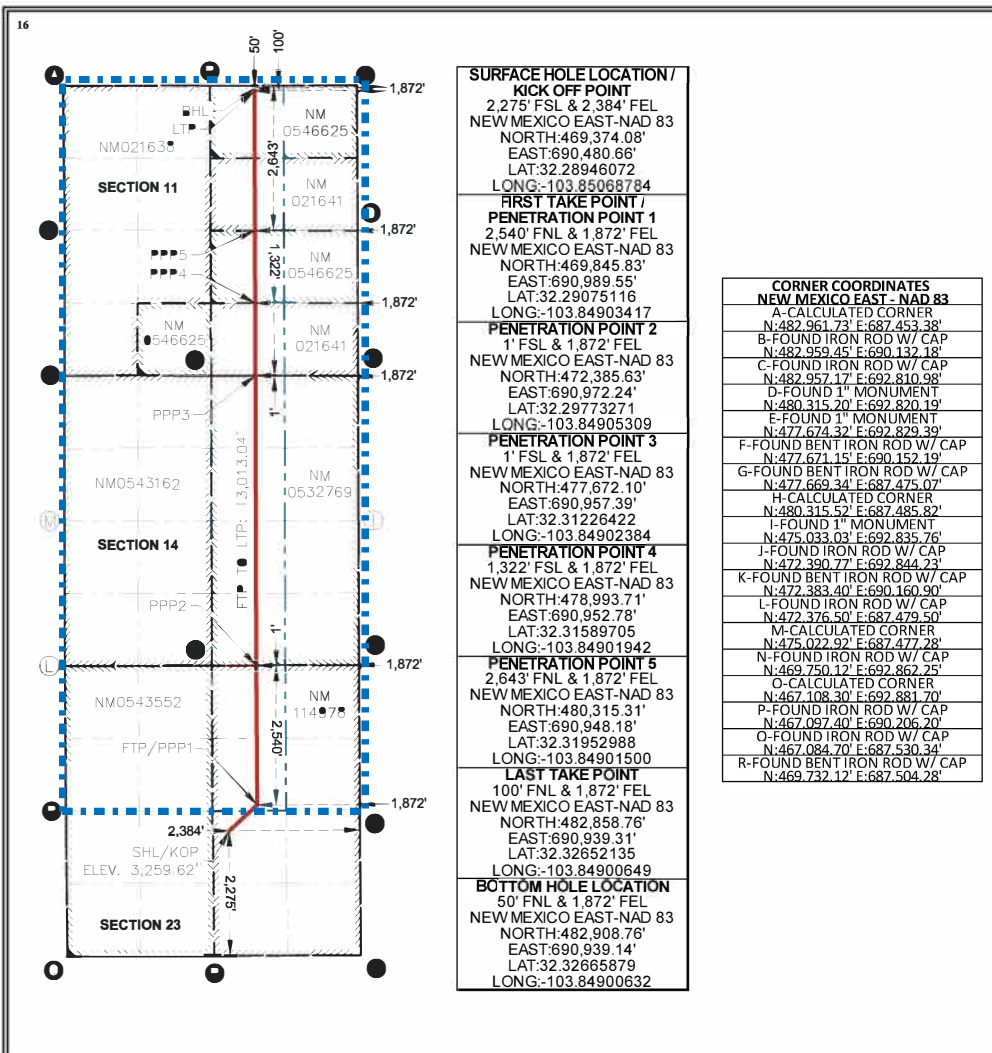 16
50'
100'
1,872'
BHL
LTP
NM
0546625
NM021638
2,643'
SECTION 11
NM
021641
1,872'
PPP5
PPP4
1,322'
NM
0546625
1,872'
NM
0546625
NM
021641
1,872'
PPP3
1'
FTP TO LTP: 13,013.04'
NM0543162
NM
0532769
M
I
SECTION 14
PPP2
1'
L
1,872'
NM0543552
NM
FTP/PPP1
2,540'
1,872'
2,384'
SHL/KOP
ELEV. 3,259.62'
2,275'
SECTION 23
SURFACE HOLE LOCATION /
KICK OFF POINT
2,275' FSL & 2,384' FEL
NEW MEXICO EAST-NAD 83
NORTH:469,374.08'
EAST:690,480.66'
LAT:32.28946072
LONG:-103.85068784
FIRST TAKE POINT /
PENETRATION POINT 1
2,540' FNL & 1,872' FEL
NEW MEXICO EAST-NAD 83
NORTH:469,845.83'
EAST:690,989.55'
LAT:32.29075116
LONG:-103.84903417
PENETRATION POINT 2
1' FSL & 1,872' FEL
NEW MEXICO EAST-NAD 83
NORTH:472,385.63'
EAST:690,972.24'
LAT:32.29773271
LONG:-103.84905309
PENETRATION POINT 3
1' FSL & 1,872' FEL
NEW MEXICO EAST-NAD 83
NORTH:477,672.10'
EAST:690,957.39'
LAT:32.31226422
LONG:-103.84902384
PENETRATION POINT 4
1,322' FSL & 1,872' FEL
NEW MEXICO EAST-NAD 83
NORTH:478,993.71'
EAST:690,952.78'
LAT:32.31589705
LONG:-103.84901942
PENETRATION POINT 5
2,643' FNL & 1,872' FEL
NEW MEXICO EAST-NAD 83
NORTH:480,315.31'
EAST:690,948.18'
LAT:32.31952988
LONG:-103.84901500
LAST TAKE POINT
100' FNL & 1,872' FEL
NEW MEXICO EAST-NAD 83
NORTH:482,858.76'
EAST:690,939.31'
LAT:32.32652135
LONG:-103.84900649
BOTTOM HOLE LOCATION
50' FNL & 1,872' FEL
NEW MEXICO EAST-NAD 83
NORTH:482,908.76'
EAST:690,939.14'
LAT:32.32665879
LONG:-103.84900632
CORNER COORDINATES
NEW MEXICO EAST - NAD 83
A-CALCULATED CORNER
N:482,961.73' E:687,453.38'
B-FOUND IRON ROD W/ CAP
N:482,959.45' E:690,132.18'
C-FOUND IRON ROD W/ CAP
N:482,957.17' E:692,810.98'
D-FOUND 1" MONUMENT
N:480,315.20' E:692,820.19'
E-FOUND 1" MONUMENT
N:477,674.32' E:692,829.39'
F-FOUND BENT IRON ROD W/ CAP
N:477,671.15' E:690,152.19'
G-FOUND BENT IRON ROD W/ CAP
N:477,669.34' E:687,475.07'
H-CALCULATED CORNER
N:480,315.52' E:687,485.82'
I-FOUND 1" MONUMENT
N:475,033.03' E:692,835.76'
J-FOUND IRON ROD W/ CAP
N:472,390.77' E:692,844.23'
K-FOUND BENT IRON ROD W/ CAP
N:472,383.40' E:690,160.90'
L-FOUND IRON ROD W/ CAP
N:472,376.50' E:687,479.50'
M-CALCULATED CORNER
N:475,022.92' E:687,477.28'
N-FOUND IRON ROD W/ CAP
N:469,750.12' E:692,862.25'
O-CALCULATED CORNER
N:467,108.30' E:692,881.70'
P-FOUND IRON ROD W/ CAP
N:467,097.40' E:690,206.20'
Q-FOUND IRON ROD W/ CAP
N:467,084.70' E:687,530.34'
R-FOUND BENT IRON ROD W/ CAP
N:469,732.12' E:687,504.28'